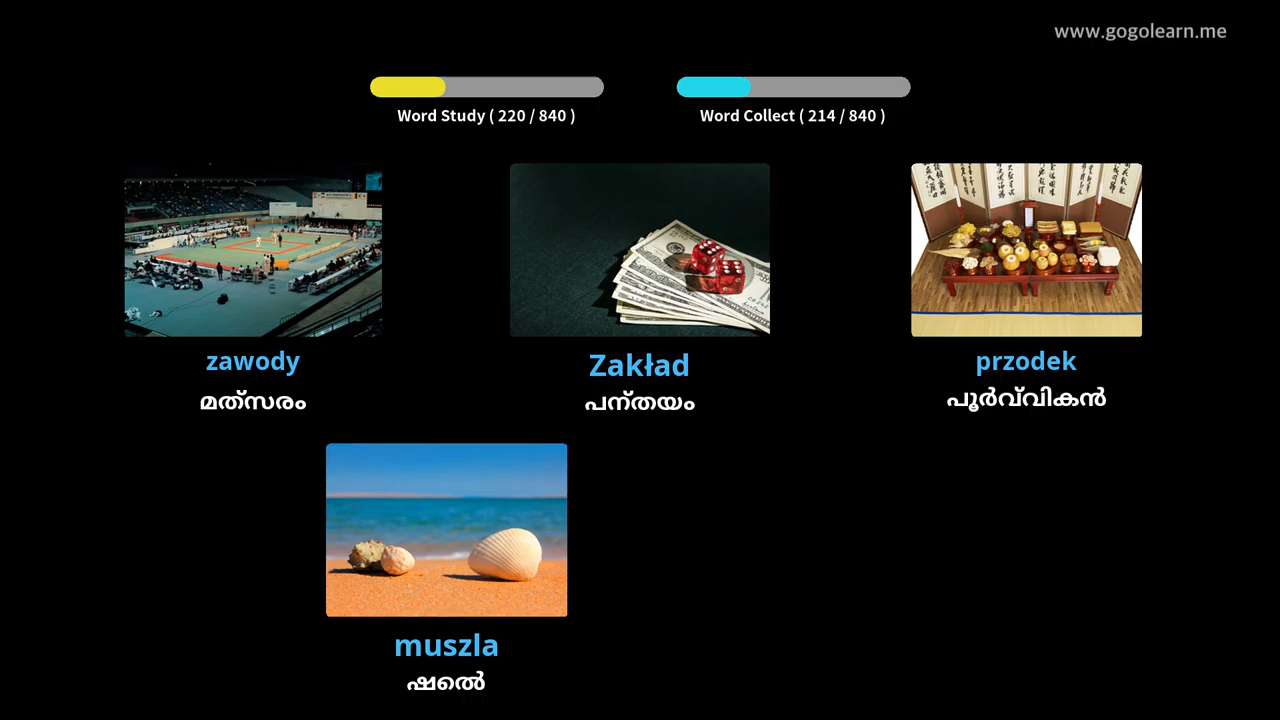 www.gogolearn.me
Word Study ( 220 / 840 )
Word Collect ( 214 / 840 )
zawody
Zakład
przodek
മത്സരം
പന്തയം
പൂർവ്വികൻ
muszla
ഷെൽ